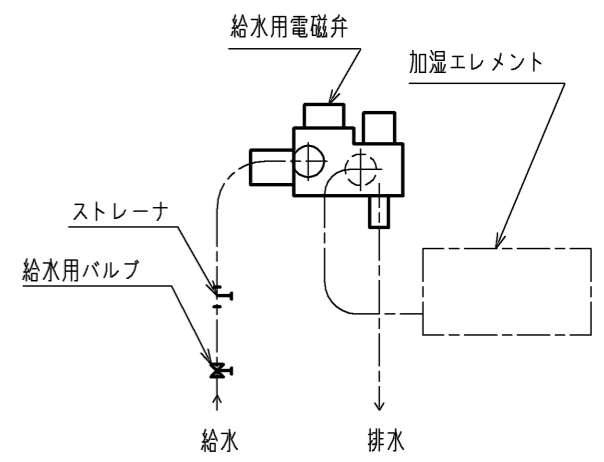 給水用電磁弁
加湿エレメント
ストレーナ
給水用バルブ
給水
排水